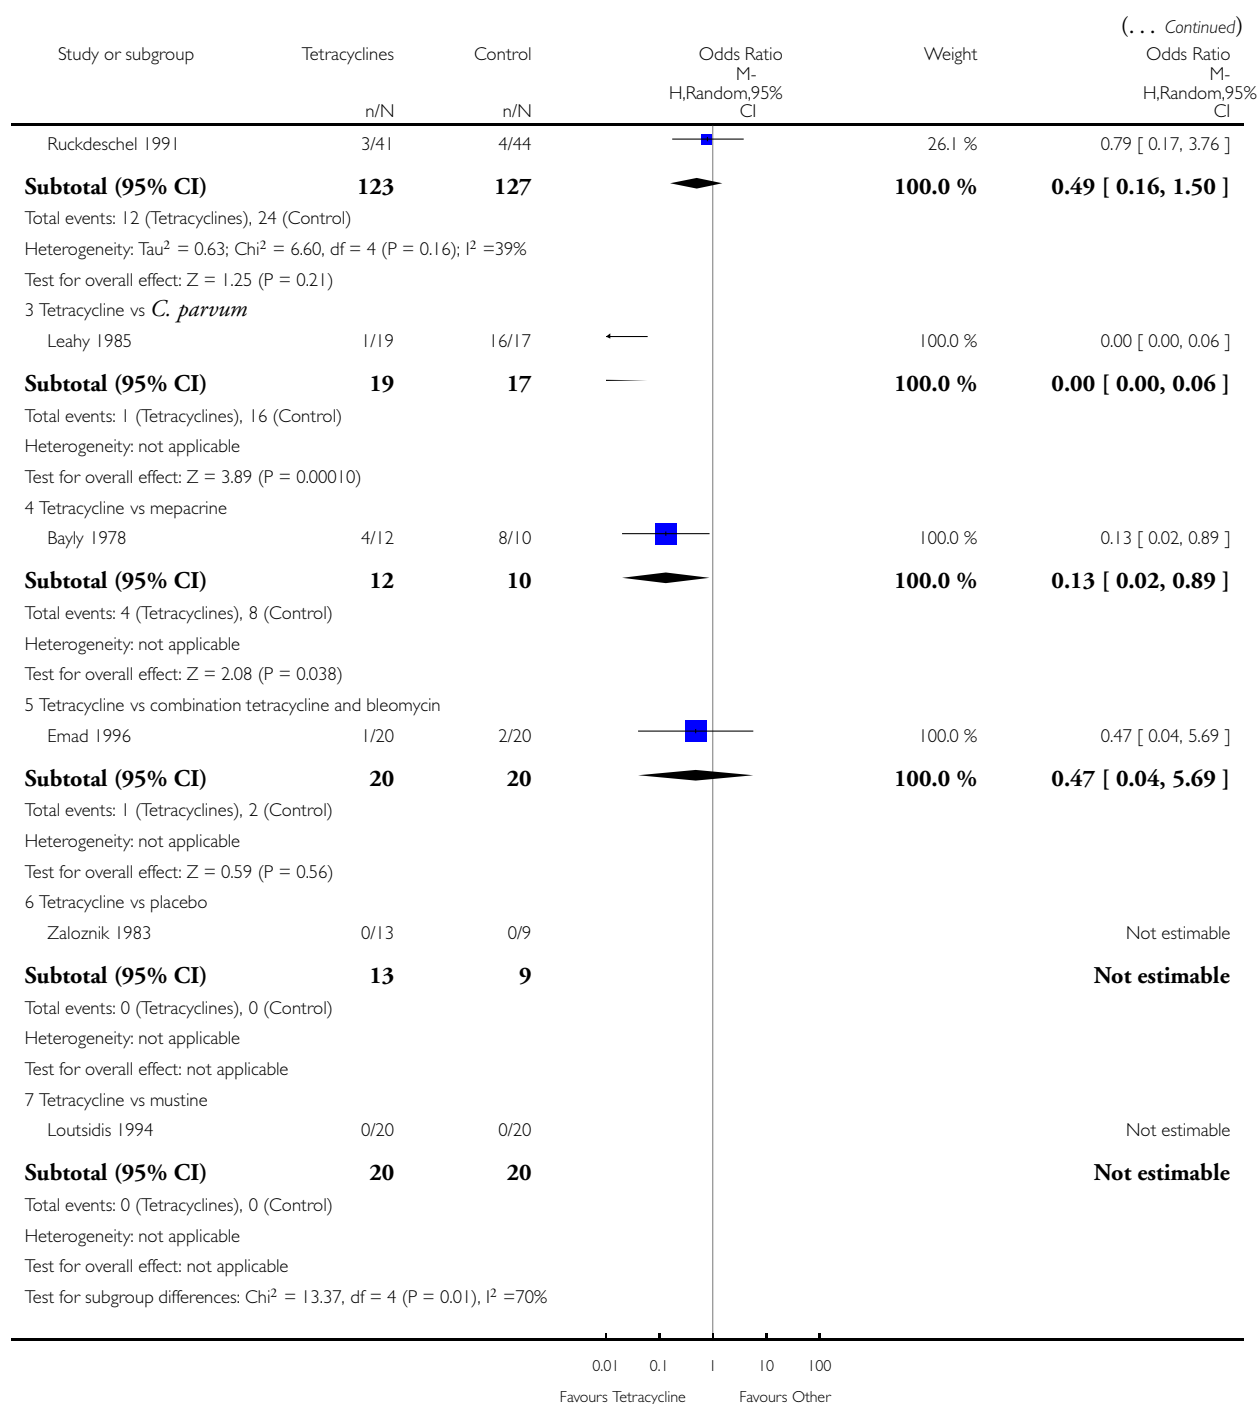 (... Continued)
Study or subgroup Tetracyclines Control Odds Ratio Weight Odds Ratio
M- M-
H,Random,95% H,Random,95%
n/N n/N CI CI
Ruckdeschel 1991 3/41 4/44 26.1 % 0.79 [ 0.17, 3.76 ]
Subtotal (95% CI) 123 127 100.0 % 0.49 [ 0.16, 1.50 ]
Total events: 12 (Tetracyclines), 24 (Control)
Heterogeneity: Tau² = 0.63; Chi² = 6.60, df = 4 (P = 0.16); I² =39%
Test for overall effect: Z = 1.25 (P = 0.21)
3 Tetracycline vs C. parvum
Leahy 1985 1/19 16/17 100.0 % 0.00 [ 0.00, 0.06 ]
Subtotal (95% CI) 19 17 100.0 % 0.00 [ 0.00, 0.06 ]
Total events: 1 (Tetracyclines), 16 (Control)
Heterogeneity: not applicable
Test for overall effect: Z = 3.89 (P = 0.00010)
4 Tetracycline vs mepacrine
Bayly 1978 4/12 8/10 100.0 % 0.13 [ 0.02, 0.89 ]
Subtotal (95% CI) 12 10 100.0 % 0.13 [ 0.02, 0.89 ]
Total events: 4 (Tetracyclines), 8 (Control)
Heterogeneity: not applicable
Test for overall effect: Z = 2.08 (P = 0.038)
5 Tetracycline vs combination tetracycline and bleomycin
Emad 1996 1/20 2/20 100.0 % 0.47 [ 0.04, 5.69 ]
Subtotal (95% CI) 20 20 100.0 % 0.47 [ 0.04, 5.69 ]
Total events: 1 (Tetracyclines), 2 (Control)
Heterogeneity: not applicable
Test for overall effect: Z = 0.59 (P = 0.56)
6 Tetracycline vs placebo
Zaloznik 1983 0/13 0/9 Not estimable
Subtotal (95% CI) 13 9 Not estimable
Total events: 0 (Tetracyclines), 0 (Control)
Heterogeneity: not applicable
Test for overall effect: not applicable
7 Tetracycline vs mustine
Loutsidis 1994 0/20 0/20 Not estimable
Subtotal (95% CI) 20 20 Not estimable
Total events: 0 (Tetracyclines), 0 (Control)
Heterogeneity: not applicable
Test for overall effect: not applicable
Test for subgroup differences: Chi² = 13.37, df = 4 (P = 0.01), I² =70%
0.01 0.1 1 10 100
Favours Tetracycline Favours Other